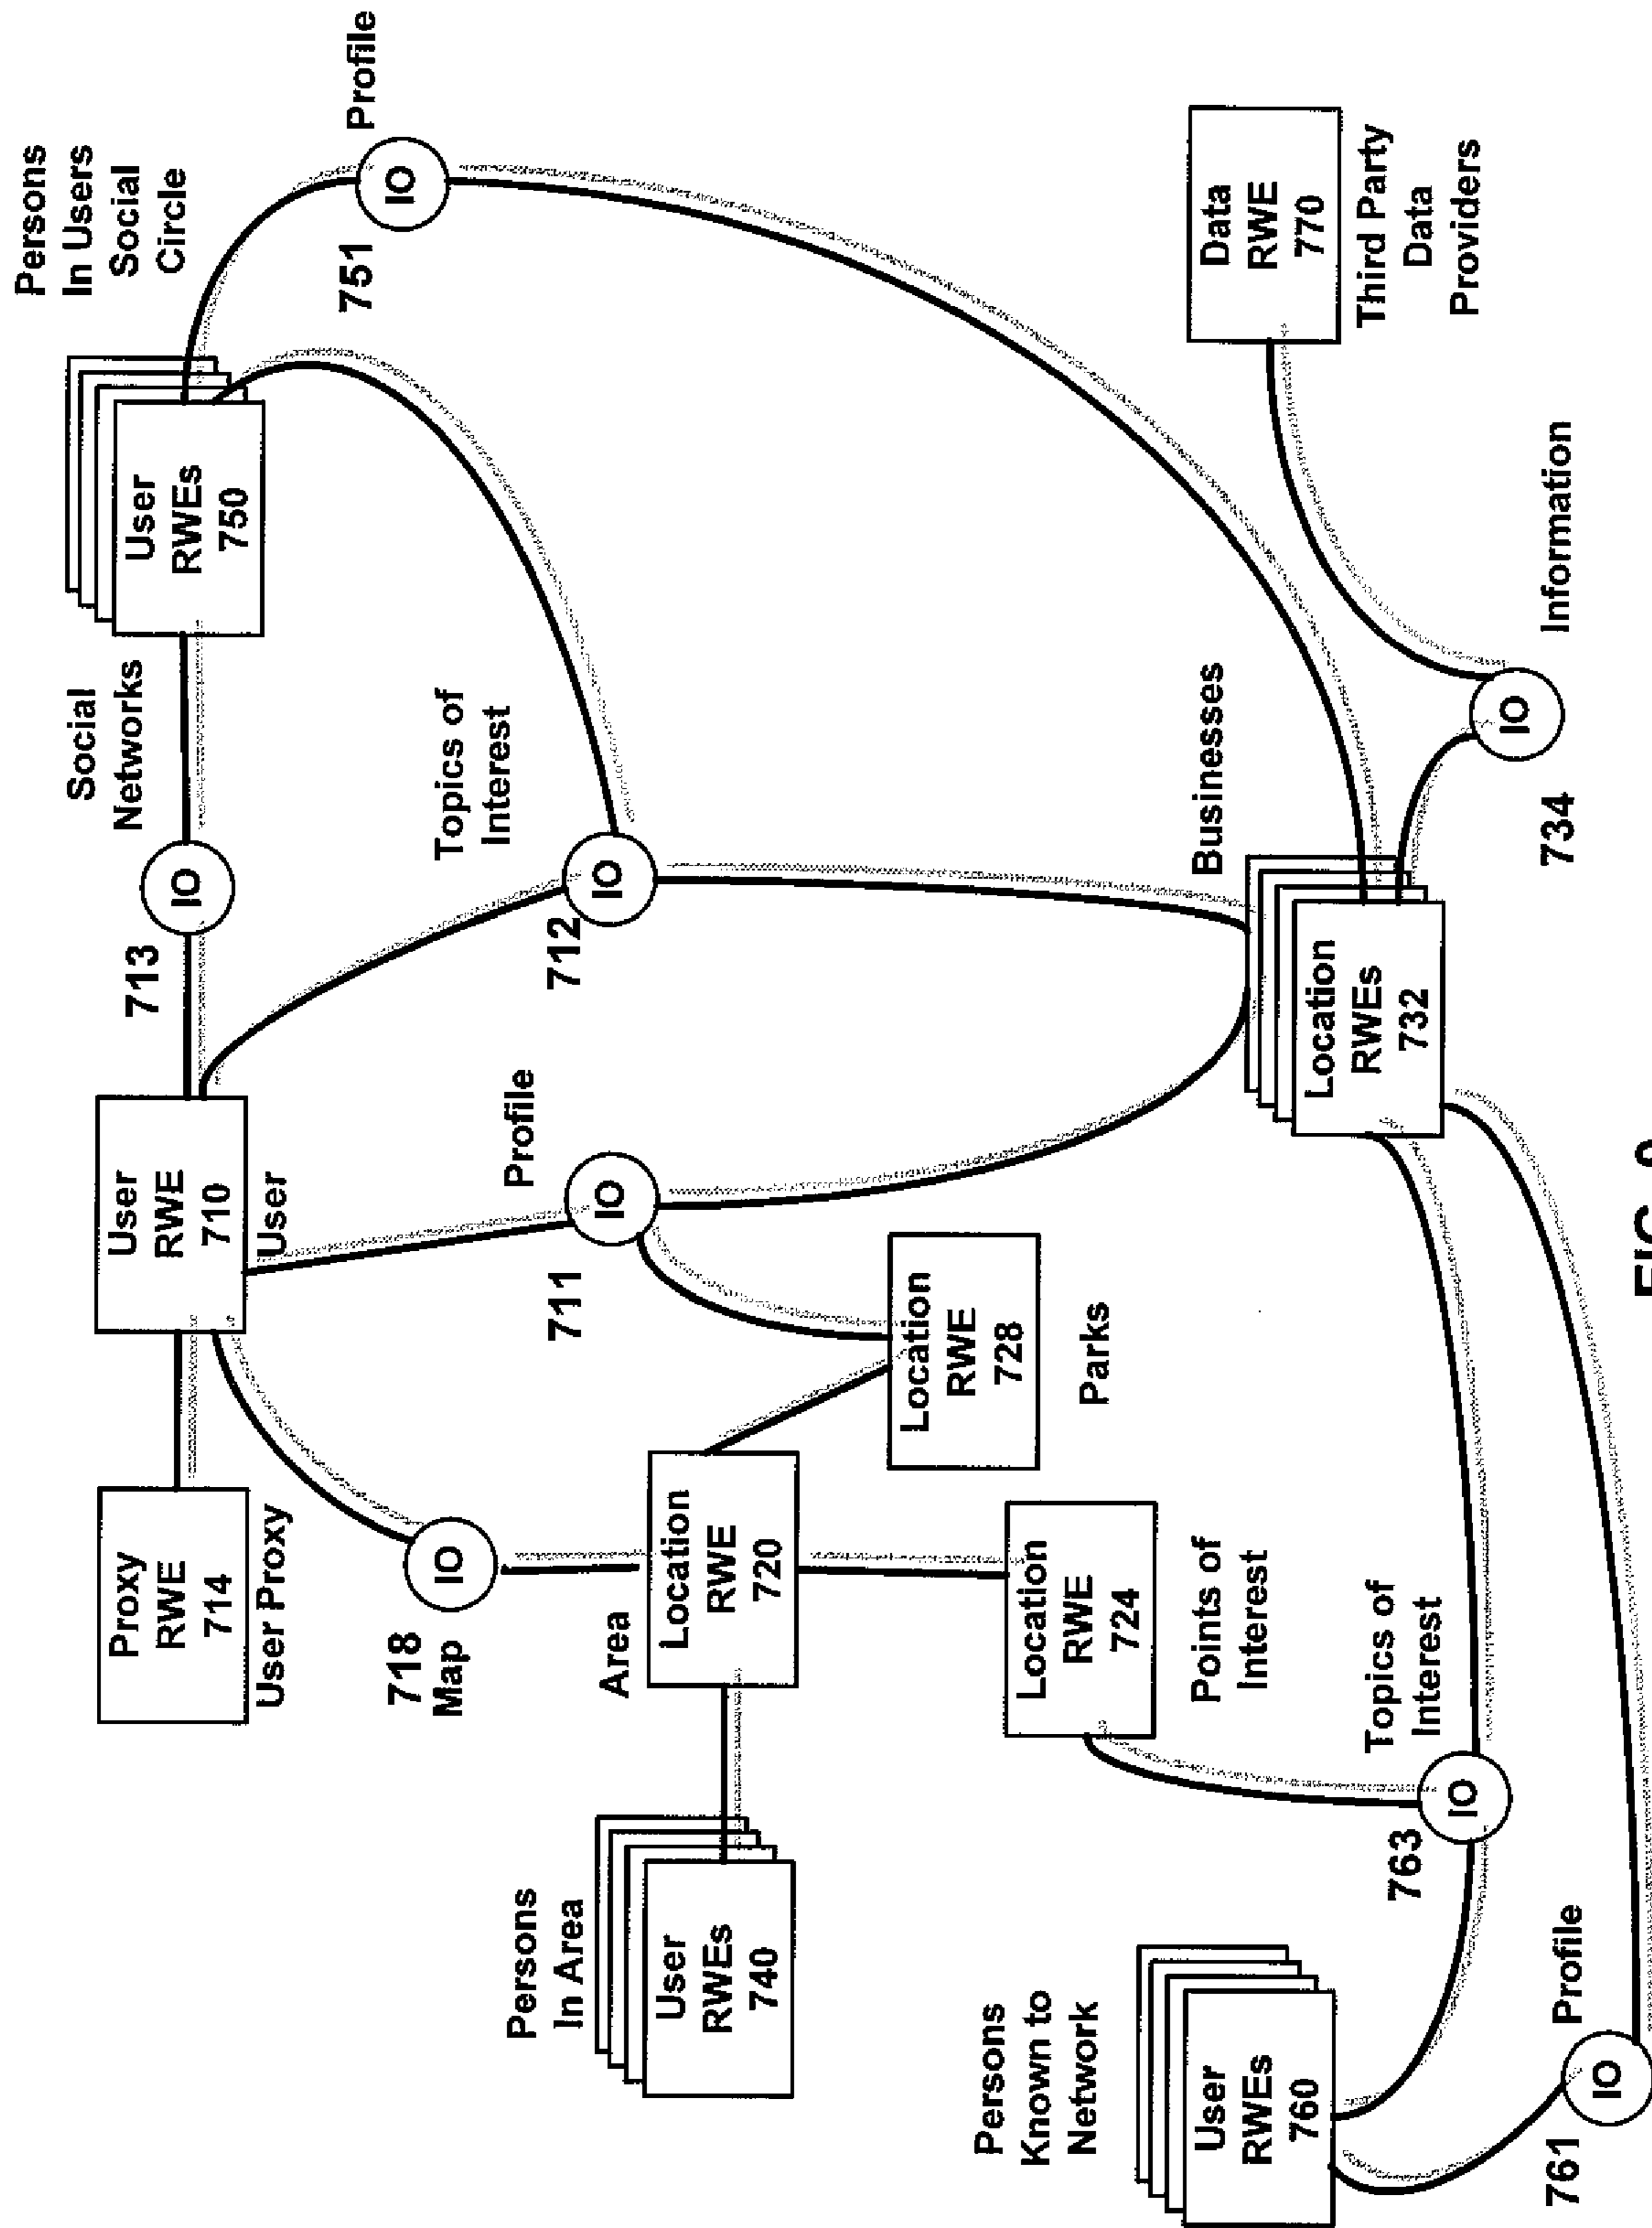 Proxy
RWE
714
User Proxy
User
RWE
710
User
713
IO
Social
Networks
User
RWEs
750
Persons
In Users
Social
Circle
718
Map
IO
751
IO
Profile
Persons
In Area
User
RWEs
740
Area
Location
RWE
720
711
IO
Profile
712
IO
Topics of
Interest
Location
RWE
728
Parks
Location
RWE
724
Points of
Interest
Persons
Known to
Network
User
RWEs
760
763
IO
Topics of
Interest
Businesses
Location
RWEs
732
Data
RWE
770
Third Party
Data
Providers
761
IO
Profile
734
IO
Information
FIG.